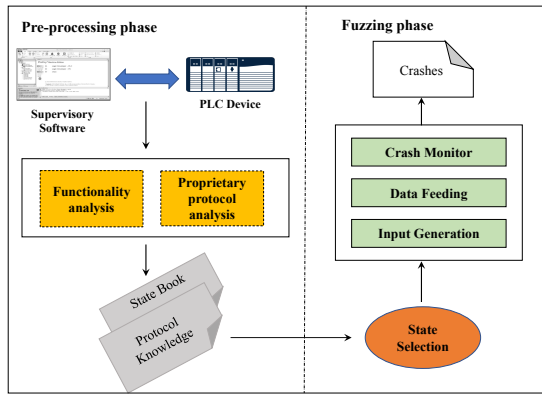 Pre-processing phase
Supervisory
Software
PLC Device
Functionality
analysis
Proprietary
protocol
analysis
State Book
Protocol
Knowledge
Fuzzing phase
Crashes
Crash Monitor
Data Feeding
Input Generation
State
Selection